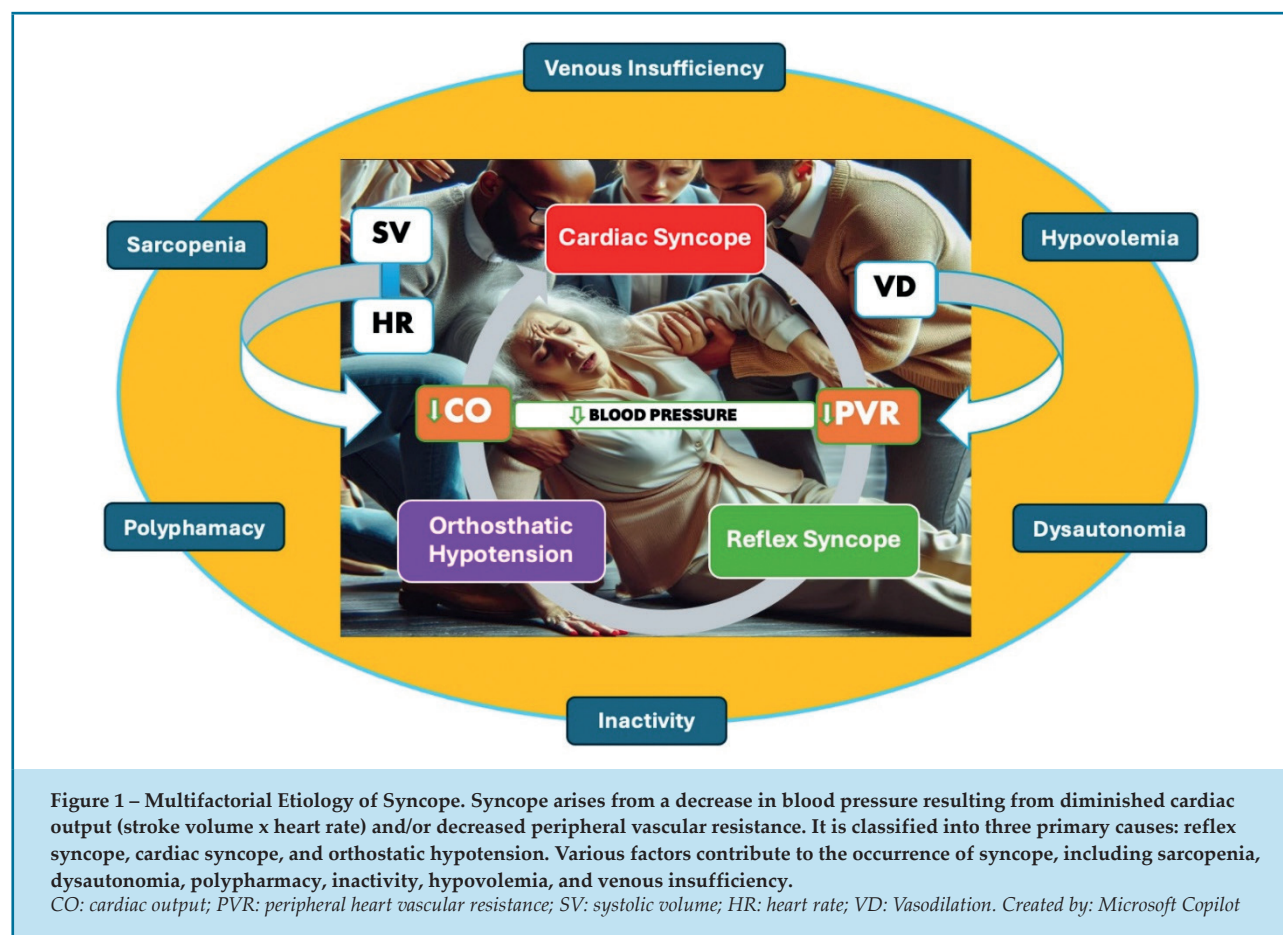 Venous Insufficiency
Sarcopenia
SV
Cardiac Syncope
Hypovolemia
HR
VD
↓CO
⇩ BLOOD PRESSURE
↓PVR
Polyphamacy
Orthosthatic
Hypotension
Reflex Syncope
Dysautonomia
Inactivity
Figure 1 – Multifactorial Etiology of Syncope. Syncope arises from a decrease in blood pressure resulting from diminished cardiac
output (stroke volume x heart rate) and/or decreased peripheral vascular resistance. It is classified into three primary causes: reflex
syncope, cardiac syncope, and orthostatic hypotension. Various factors contribute to the occurrence of syncope, including sarcopenia,
dysautonomia, polypharmacy, inactivity, hypovolemia, and venous insufficiency.
CO: cardiac output; PVR: peripheral heart vascular resistance; SV: systolic volume; HR: heart rate; VD: Vasodilation. Created by: Microsoft Copilot